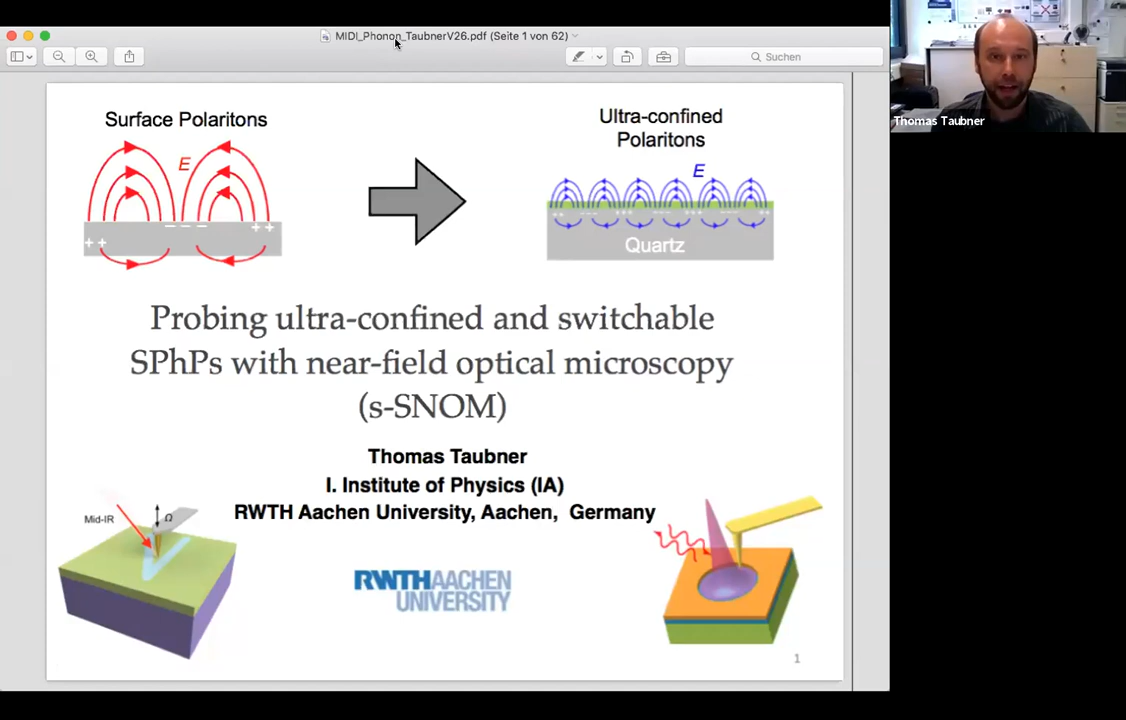 MIDI_Phonon_TaubnerV26.pdf (Seite 1 von 62)
Suchen
Thomas Taubner
Surface Polaritons
E
+ +
– – –
+ +
Ultra-confined
Polaritons
E
Quartz
Probing ultra-confined and switchable
SPhPs with near-field optical microscopy
(s-SNOM)
Thomas Taubner
I. Institute of Physics (IA)
RWTH Aachen University, Aachen, Germany
Mid-IR
Ω
RWTHAACHEN
UNIVERSITY
1